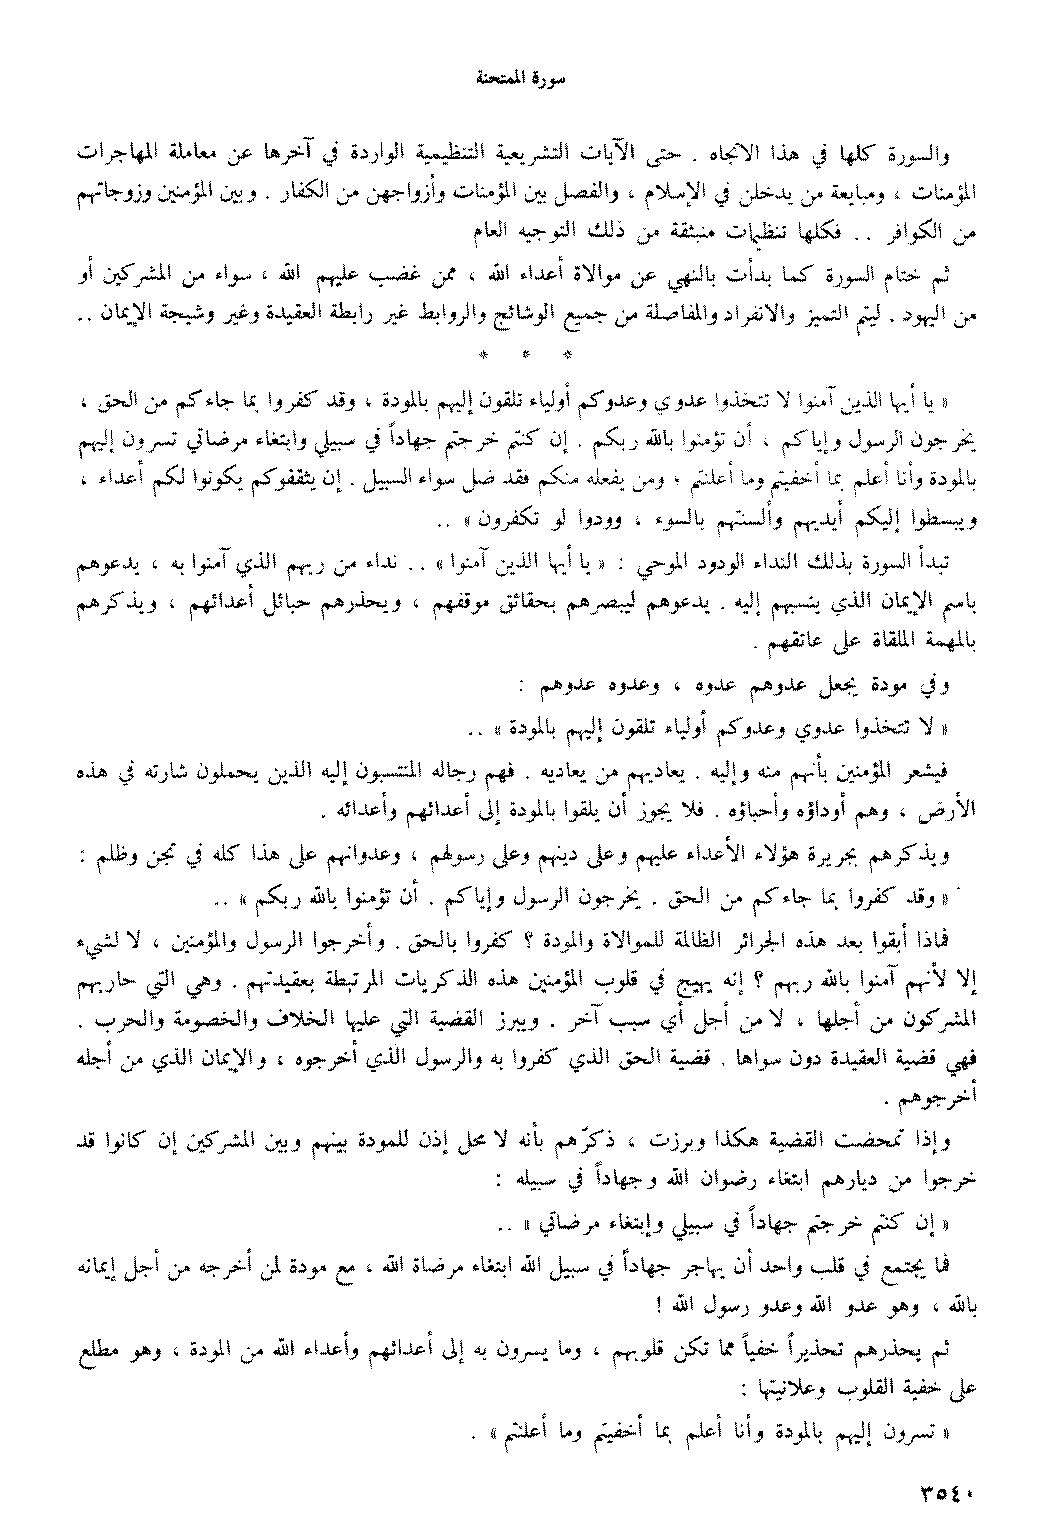 سورة الممتحنة
والسورة كلها في هذا الاتجاه . حتى الآيات التشريعية التنظيمية الواردة في آخرها عن معاملة المهاجرات
المؤمنات ، ومبايعة من يدخلن في الإسلام ، والفصل بين المؤمنات وأزواجهن من الكفار . وبين المؤمنين وزوجاتهم
من الكوافر .. فكلها تنظيمات منبثقة من ذلك التوجيه العام
ثم ختام السورة كما بدأت بالنهي عن موالاة أعداء الله ، ممن غضب عليهم الله ، سواء من المشركين أو
من اليهود . ليتم التميز والانفراد والمفاصلة من جميع الوشائج والروابط غير رابطة العقيدة وغير وشيجة الإيمان ..
* * *
« يا أيها الذين آمنوا لا تتخذوا عدوي وعدوكم أولياء تلقون إليهم بالمودة ، وقد كفروا بما جاءكم من الحق ،
يخرجون الرسول وإياكم ، أن تؤمنوا بالله ربكم . إن كنتم خرجتم جهاداً في سبيلي وابتغاء مرضاتي تسرون إليهم
بالمودة وأنا أعلم بما أخفيتم وما أعلنتم ؛ ومن يفعله منكم فقد ضل سواء السبيل . إن يثقفوكم يكونوا لكم أعداء ،
ويبسطوا إليكم أيديهم وألسنتهم بالسوء ، وودوا لو تكفرون » ..
تبدأ السورة بذلك النداء الودود الموحي : « يا أيها الذين آمنوا » .. نداء من ربهم الذي آمنوا به ، يدعوهم
باسم الإيمان الذي ينسبهم إليه . يدعوهم ليبصرهم بحقائق موقفهم ، ويحذرهم حبائل أعدائهم ، ويذكرهم
بالمهمة الملقاة على عاتقهم .
وفي مودة يجعل عدوهم عدوه ، وعدوه عدوهم :
« لا تتخذوا عدوي وعدوكم أولياء تلقون إليهم بالمودة » ..
فيشعر المؤمنين بأنهم منه وإليه . يعاديهم من يعاديه . فهم رجاله المنتسبون إليه الذين يحملون شارته في هذه
الأرض ، وهم أوداؤه وأحباؤه . فلا يجوز أن يلقوا بالمودة إلى أعدائهم وأعدائه .
ويذكرهم بجريرة هؤلاء الأعداء عليهم وعلى دينهم وعلى رسولهم ، وعدوانهم على هذا كله في تجن وظلم :
« وقد كفروا بما جاءكم من الحق . يخرجون الرسول وإياكم . أن تؤمنوا بالله ربكم » ..
فماذا أبقوا بعد هذه الجرائر الظالمة للموالاة والمودة ؟ كفروا بالحق . وأخرجوا الرسول والمؤمنين ، لا لشيء
إلا لأنهم آمنوا بالله ربهم ؟ إنه يهيج في قلوب المؤمنين هذه الذكريات المرتبطة بعقيدتهم . وهي التي حاربهم
المشركون من أجلها ، لا من أجل أي سبب آخر . ويبرز القضية التي عليها الخلاف والخصومة والحرب .
فهي قضية العقيدة دون سواها . قضية الحق الذي كفروا به والرسول الذي أخرجوه ، والإيمان الذي من أجله
أخرجوهم .
وإذا تمحضت القضية هكذا وبرزت ، ذكّرهم بأنه لا محل إذن للمودة بينهم وبين المشركين إن كانوا قد
خرجوا من ديارهم ابتغاء رضوان الله وجهاداً في سبيله :
« إن كنتم خرجتم جهاداً في سبيلي وإبتغاء مرضاتي » ..
فما يجتمع في قلب واحد أن يهاجر جهاداً في سبيل الله ابتغاء مرضاة الله ، مع مودة لمن أخرجه من أجل إيمانه
بالله ، وهو عدو الله وعدو رسول الله !
ثم يحذرهم تحذيراً خفياً مما تكن قلوبهم ، وما يسرون به إلى أعدائهم وأعداء الله من المودة ، وهو مطلع
على خفية القلوب وعلانيتها :
« تسرون إليهم بالمودة وأنا أعلم بما أخفيتم وما أعلنتم » .
٣٥٤٠